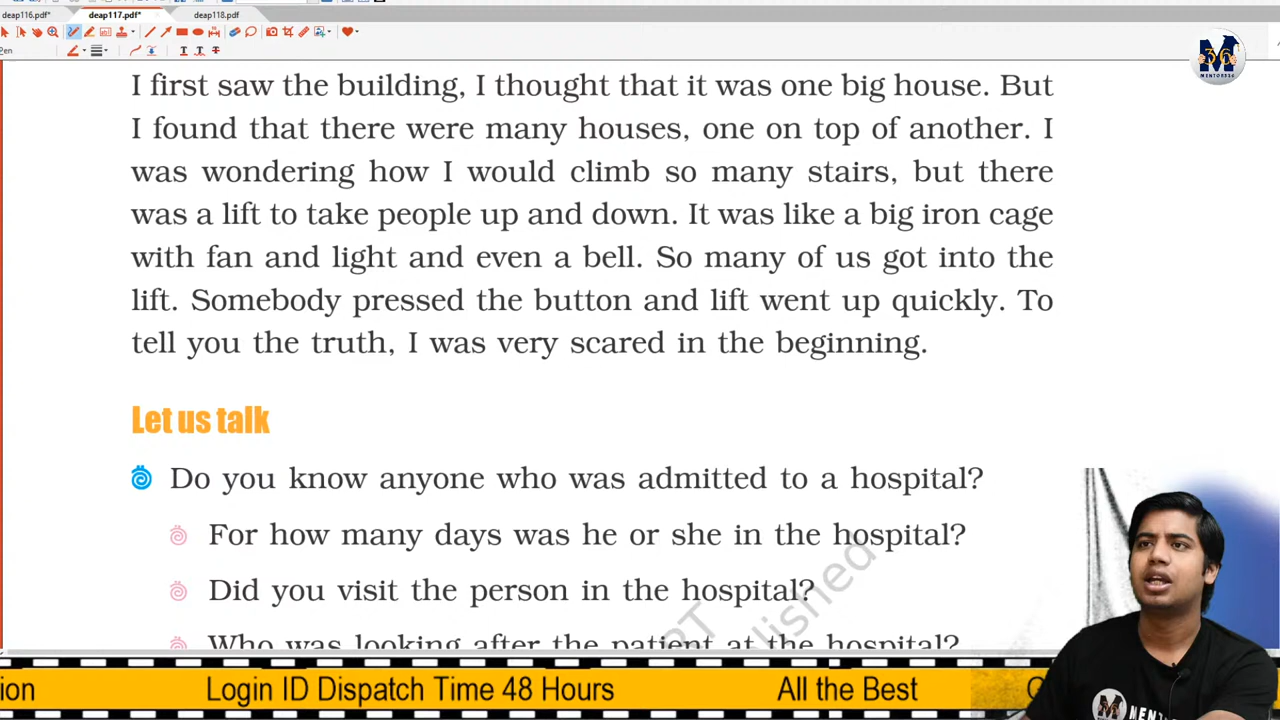 deap116.pdf* deap117.pdf* deap118.pdf
I first saw the building, I thought that it was one big house. But
I found that there were many houses, one on top of another. I
was wondering how I would climb so many stairs, but there
was a lift to take people up and down. It was like a big iron cage
with fan and light and even a bell. So many of us got into the
lift. Somebody pressed the button and lift went up quickly. To
tell you the truth, I was very scared in the beginning.
Let us talk
Do you know anyone who was admitted to a hospital?
For how many days was he or she in the hospital?
Did you visit the person in the hospital?
Who was looking after the patient at the hospital?
Login ID Dispatch Time 48 Hours All the Best
M 36
MENTORS36